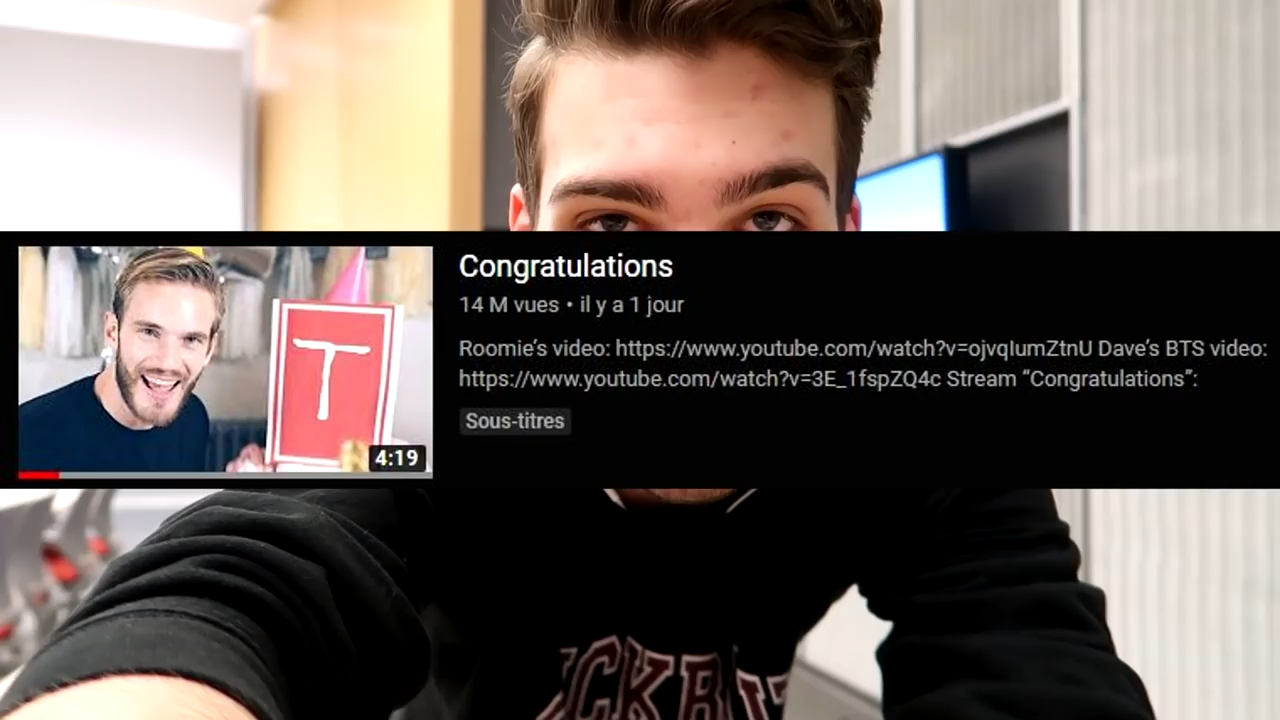 Congratulations
14 M vues • il y a 1 jour
Roomie’s video: https://www.youtube.com/watch?v=ojvqIumZtnU Dave’s BTS video:
https://www.youtube.com/watch?v=3E_1fspZQ4c Stream “Congratulations”:
Sous-titres
T
4:19